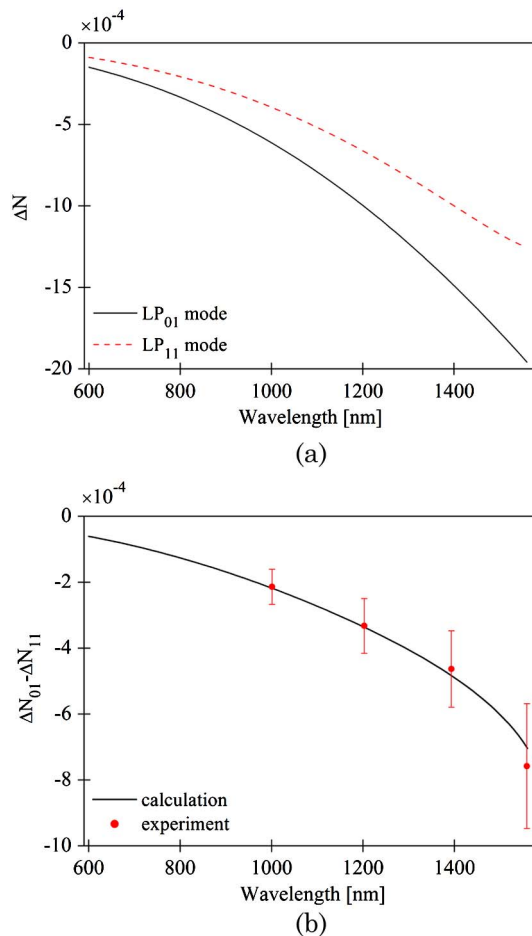 ×10⁻⁴
0
-5
-10
-15
-20
ΔN
LP₀₁ mode
LP₁₁ mode
600 800 1000 1200 1400
Wavelength [nm]
(a)
×10⁻⁴
0
-2
-4
-6
-8
-10
ΔN₀₁-ΔN₁₁
calculation
experiment
600 800 1000 1200 1400
Wavelength [nm]
(b)